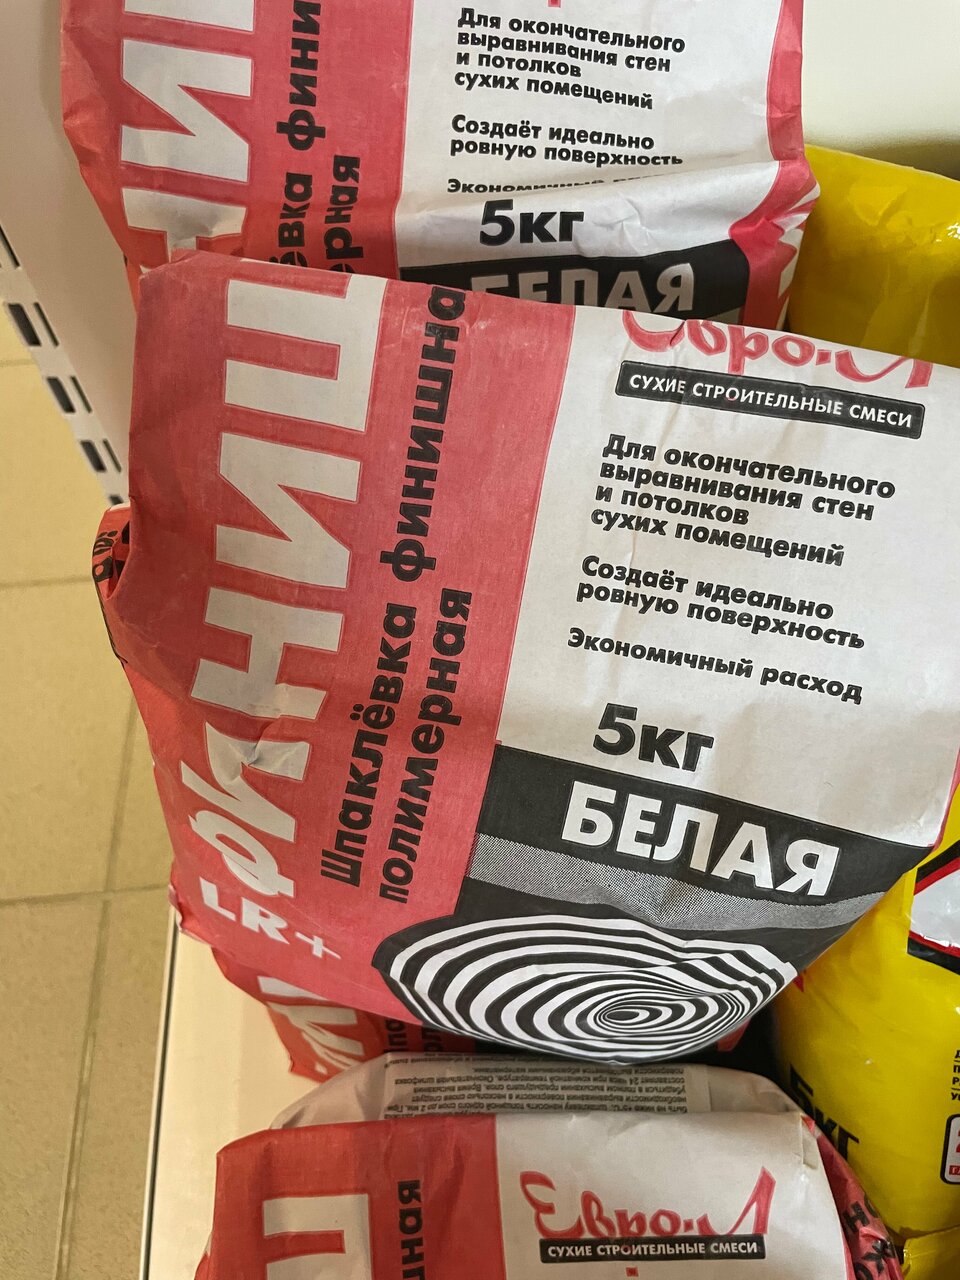 Для окончательного
выравнивания стен
и потолков
сухих помещений
Создаёт идеально
ровную поверхность
5кг
БЕЛАЯ
ФИНИШ
LR+
Шпаклёвка финишная
полимерная
Евро-Л
СУХИЕ СТРОИТЕЛЬНЫЕ СМЕСИ
Для окончательного
выравнивания стен
и потолков
сухих помещений
Создаёт идеально
ровную поверхность
Экономичный расход
5кг
БЕЛАЯ
5кг
Евро-Л
СУХИЕ СТРОИТЕЛЬНЫЕ СМЕСИ